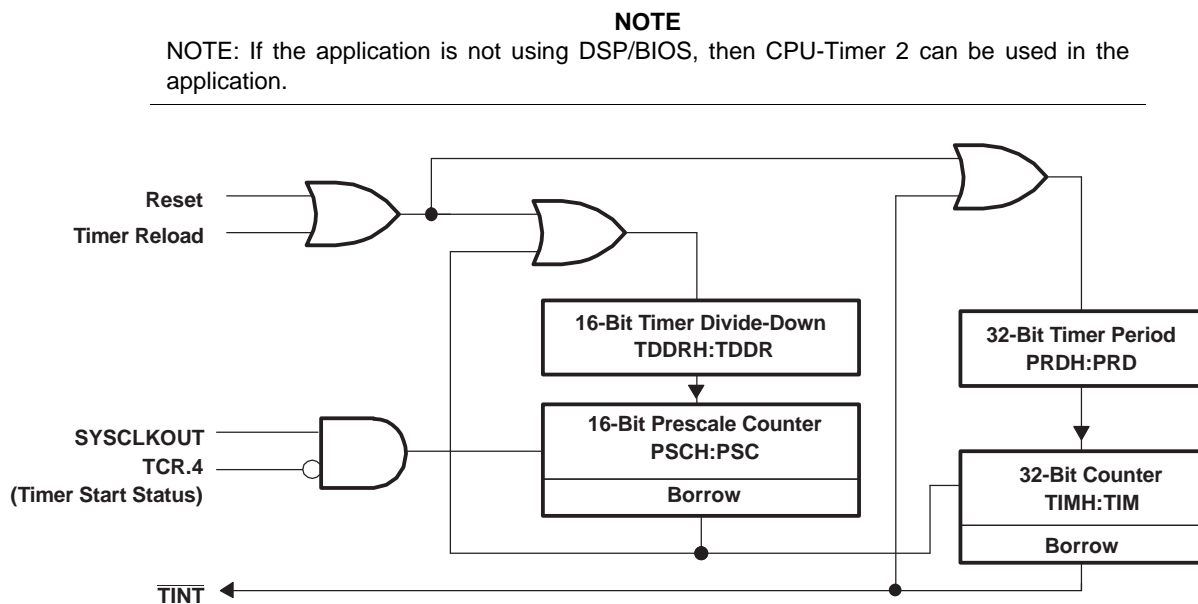 NOTE
NOTE: If the application is not using DSP/BIOS, then CPU-Timer 2 can be used in the
application.
Reset
Timer Reload
16-Bit Timer Divide-Down
TDDRH:TDDR
32-Bit Timer Period
PRDH:PRD
16-Bit Prescale Counter
PSCH:PSC
Borrow
SYSCLKOUT
TCR.4
(Timer Start Status)
32-Bit Counter
TIMH:TIM
Borrow
TINT